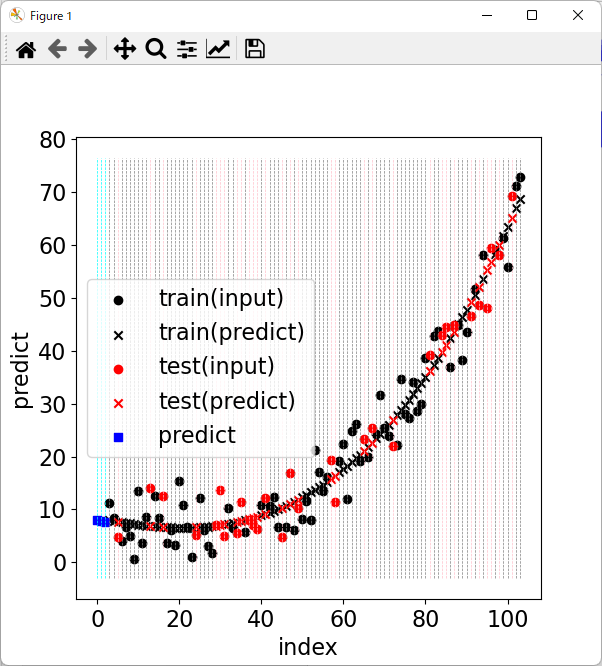 Figure 1
80
70
60
50
40
30
20
10
0
predict
train(input)
train(predict)
test(input)
test(predict)
predict
0 20 40 60 80 100
index